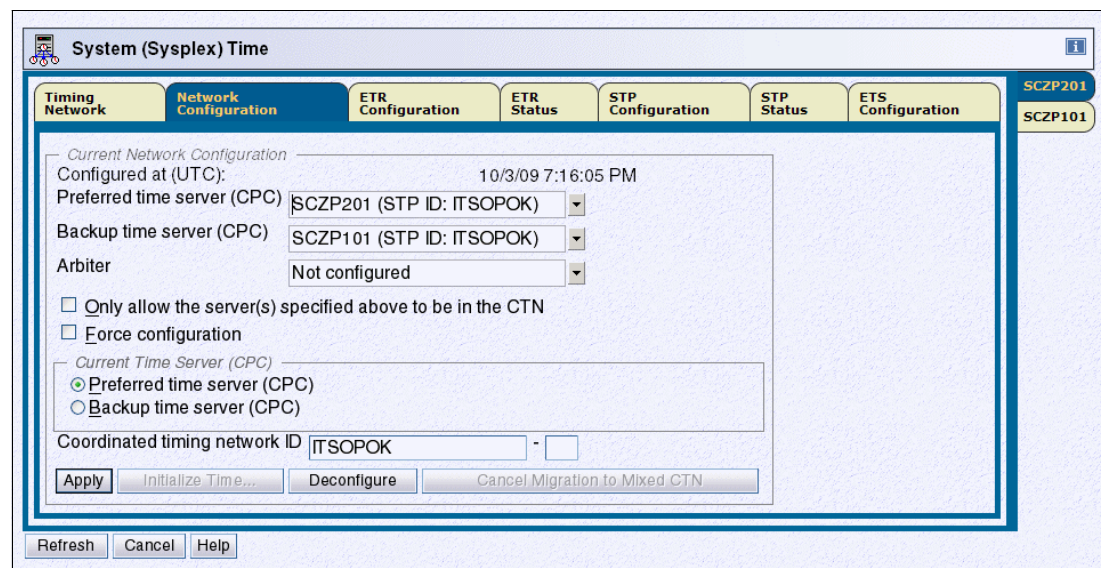 System (Sysplex) Time
i
SCZP201
SCZP101
Timing Network
Network Configuration
ETR Configuration
ETR Status
STP Configuration
STP Status
ETS Configuration
Current Network Configuration
Configured at (UTC): 10/3/09 7:16:05 PM
Preferred time server (CPC) SCZP201 (STP ID: ITSOPOK)
Backup time server (CPC) SCZP101 (STP ID: ITSOPOK)
Arbiter Not configured
Only allow the server(s) specified above to be in the CTN
Force configuration
Current Time Server (CPC)
Preferred time server (CPC)
Backup time server (CPC)
Coordinated timing network ID ITSOPOK -
Apply Initialize Time... Deconfigure Cancel Migration to Mixed CTN
Refresh Cancel Help